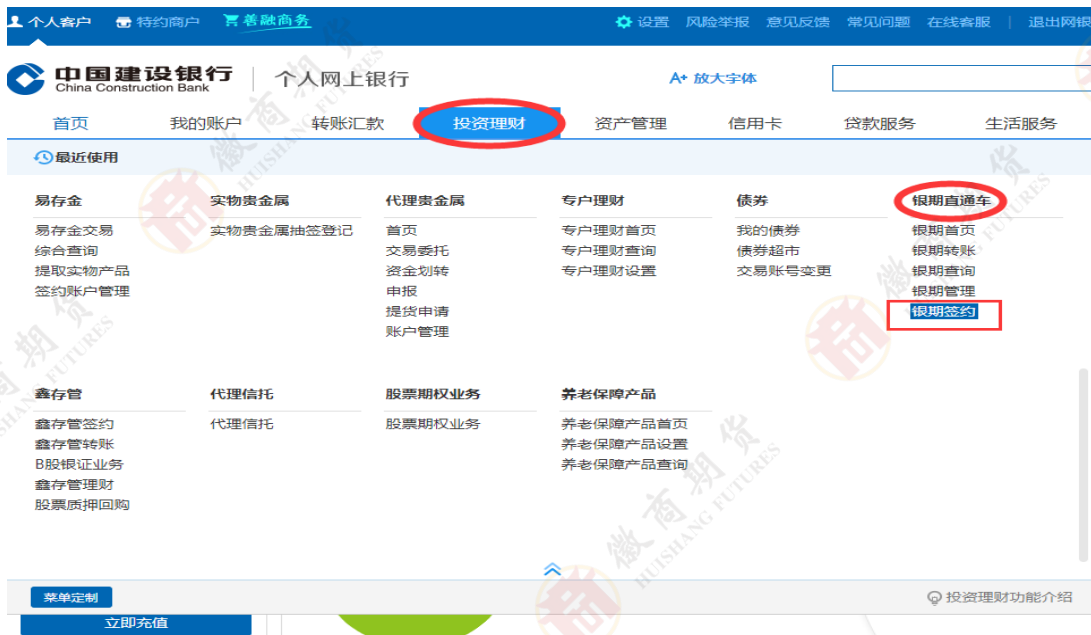 个人客户 特约商户 善融商务 设置 风险举报 意见反馈 常见问题 在线客服 | 退出网银
中国建设银行
China Construction Bank
个人网上银行
A+ 放大字体
首页 我的账户 转账汇款 投资理财 资产管理 信用卡 贷款服务 生活服务
最近使用
易存金 实物贵金属 代理贵金属 专户理财 债券 银期直通车
易存金交易 实物贵金属抽签登记 首页 专户理财首页 我的债券 银期首页
综合查询 交易委托 专户理财查询 债券超市 银期转账
提取实物产品 资金划转 专户理财设置 交易账号变更 银期查询
签约账户管理 申报 银期管理
提货申请 银期签约
账户管理
鑫存管 代理信托 股票期权业务 养老保障产品
鑫存管签约 代理信托 股票期权业务 养老保障产品首页
鑫存管转账 养老保障产品设置
B股银证业务 养老保障产品查询
鑫存管理财
股票质押回购
菜单定制 投资理财功能介绍
立即充值
徽商期货
HUISHANG FUTURES